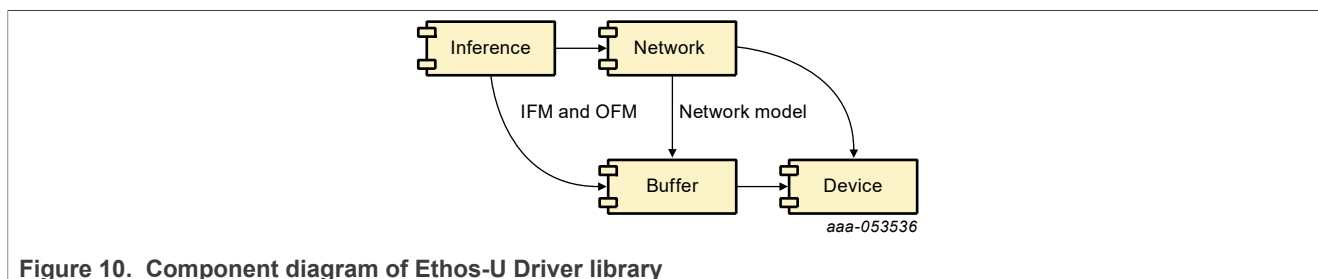 Inference
Network
IFM and OFM
Network model
Buffer
Device
aaa-053536
Figure 10. Component diagram of Ethos-U Driver library